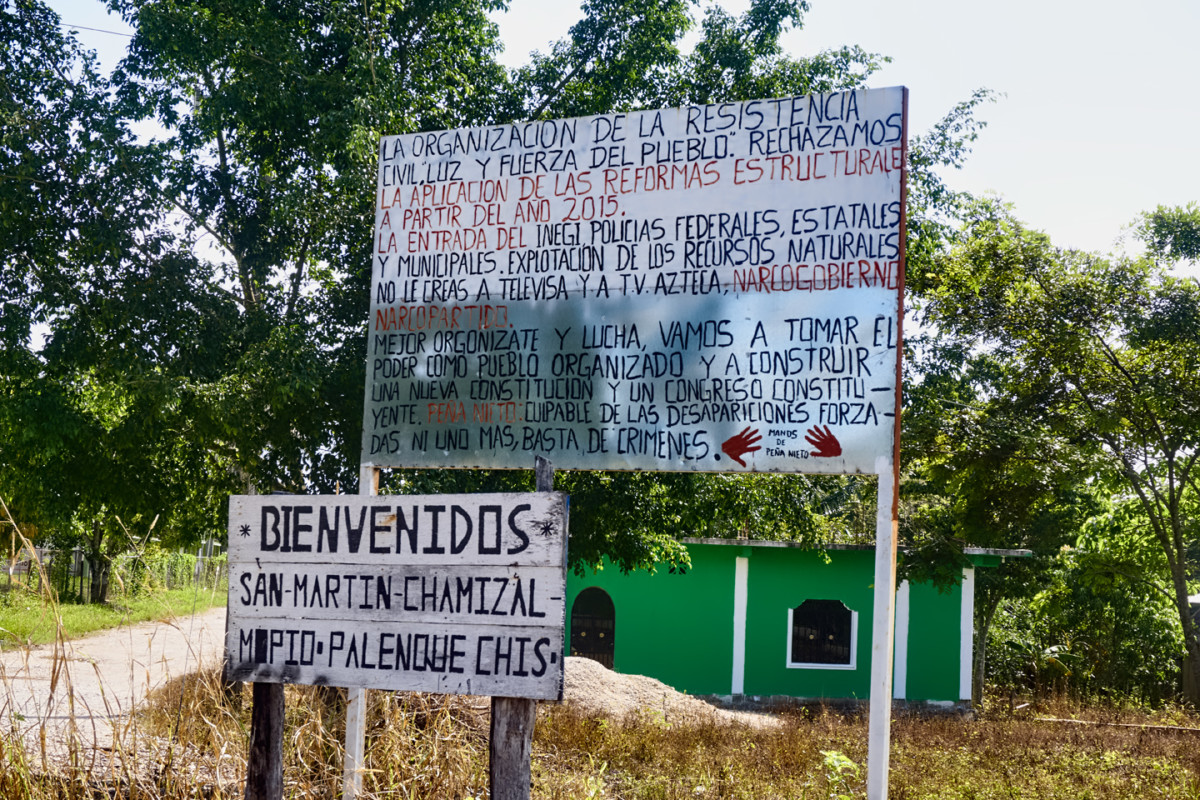 LA ORGANIZACION DE LA RESISTENCIA
CIVIL."LUZ Y FUERZA DEL PUEBLO". RECHAZAMOS
LA APLICACION DE LAS REFORMAS ESTRUCTURALE
A PARTIR DEL AÑO 2015.
LA ENTRADA DEL INEGI POLICIAS FEDERALES, ESTATALES
Y MUNICIPALES. EXPLOTACIÓN DE LOS RECURSOS NATURALES
NO LE CREAS A TELEVISA Y A T.V. AZTECA, NARCOGOBIERNO
NARCOPARTIDO.
MEJOR ORGONIZATE Y LUCHA, VAMOS A TOMAR EL
PODER COMO PUEBLO ORGANIZADO Y A CONSTRUIR
UNA NUEVA CONSTITUCIÓN Y UN CONGRESO CONSTITU-
YENTE. PEÑA NIETO: CULPABLE DE LAS DESAPARICIONES FORZA-
DAS NI UNO MAS, BASTA DE CRIMENES.
MANOS
DE
PEÑA NIETO
*BIENVENIDOS*
SAN-MARTIN-CHAMIZAL-
MOPIO·PALENQUE CHIS·